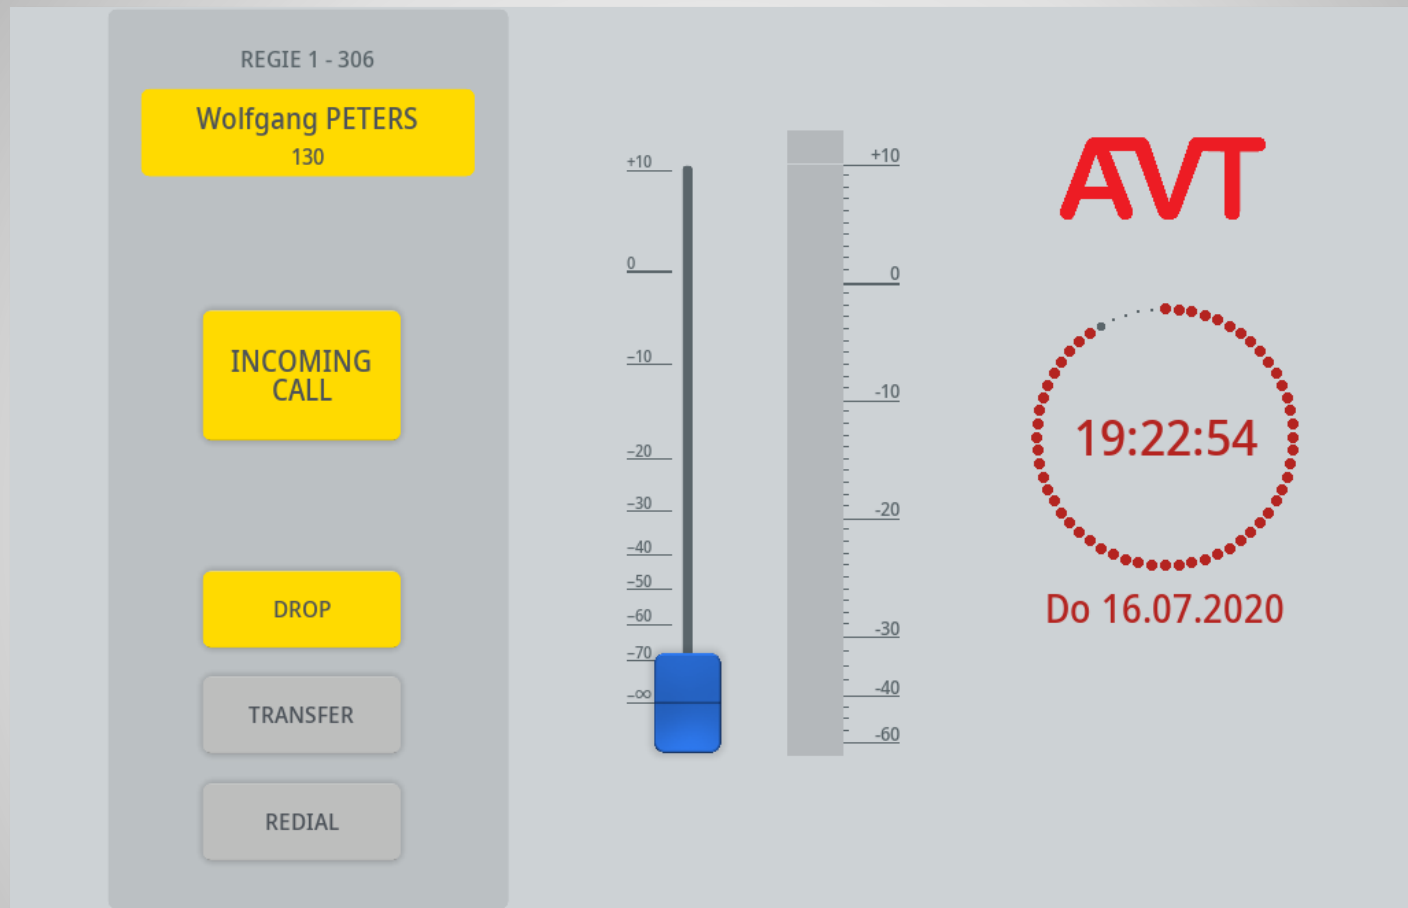 REGIE 1 - 306
Wolfgang PETERS
130
INCOMING
CALL
DROP
TRANSFER
REDIAL
+10
0
–10
–20
–30
–40
–50
–60
–70
–∞
+10
0
-10
-20
-30
-40
-60
AVT
19:22:54
Do 16.07.2020